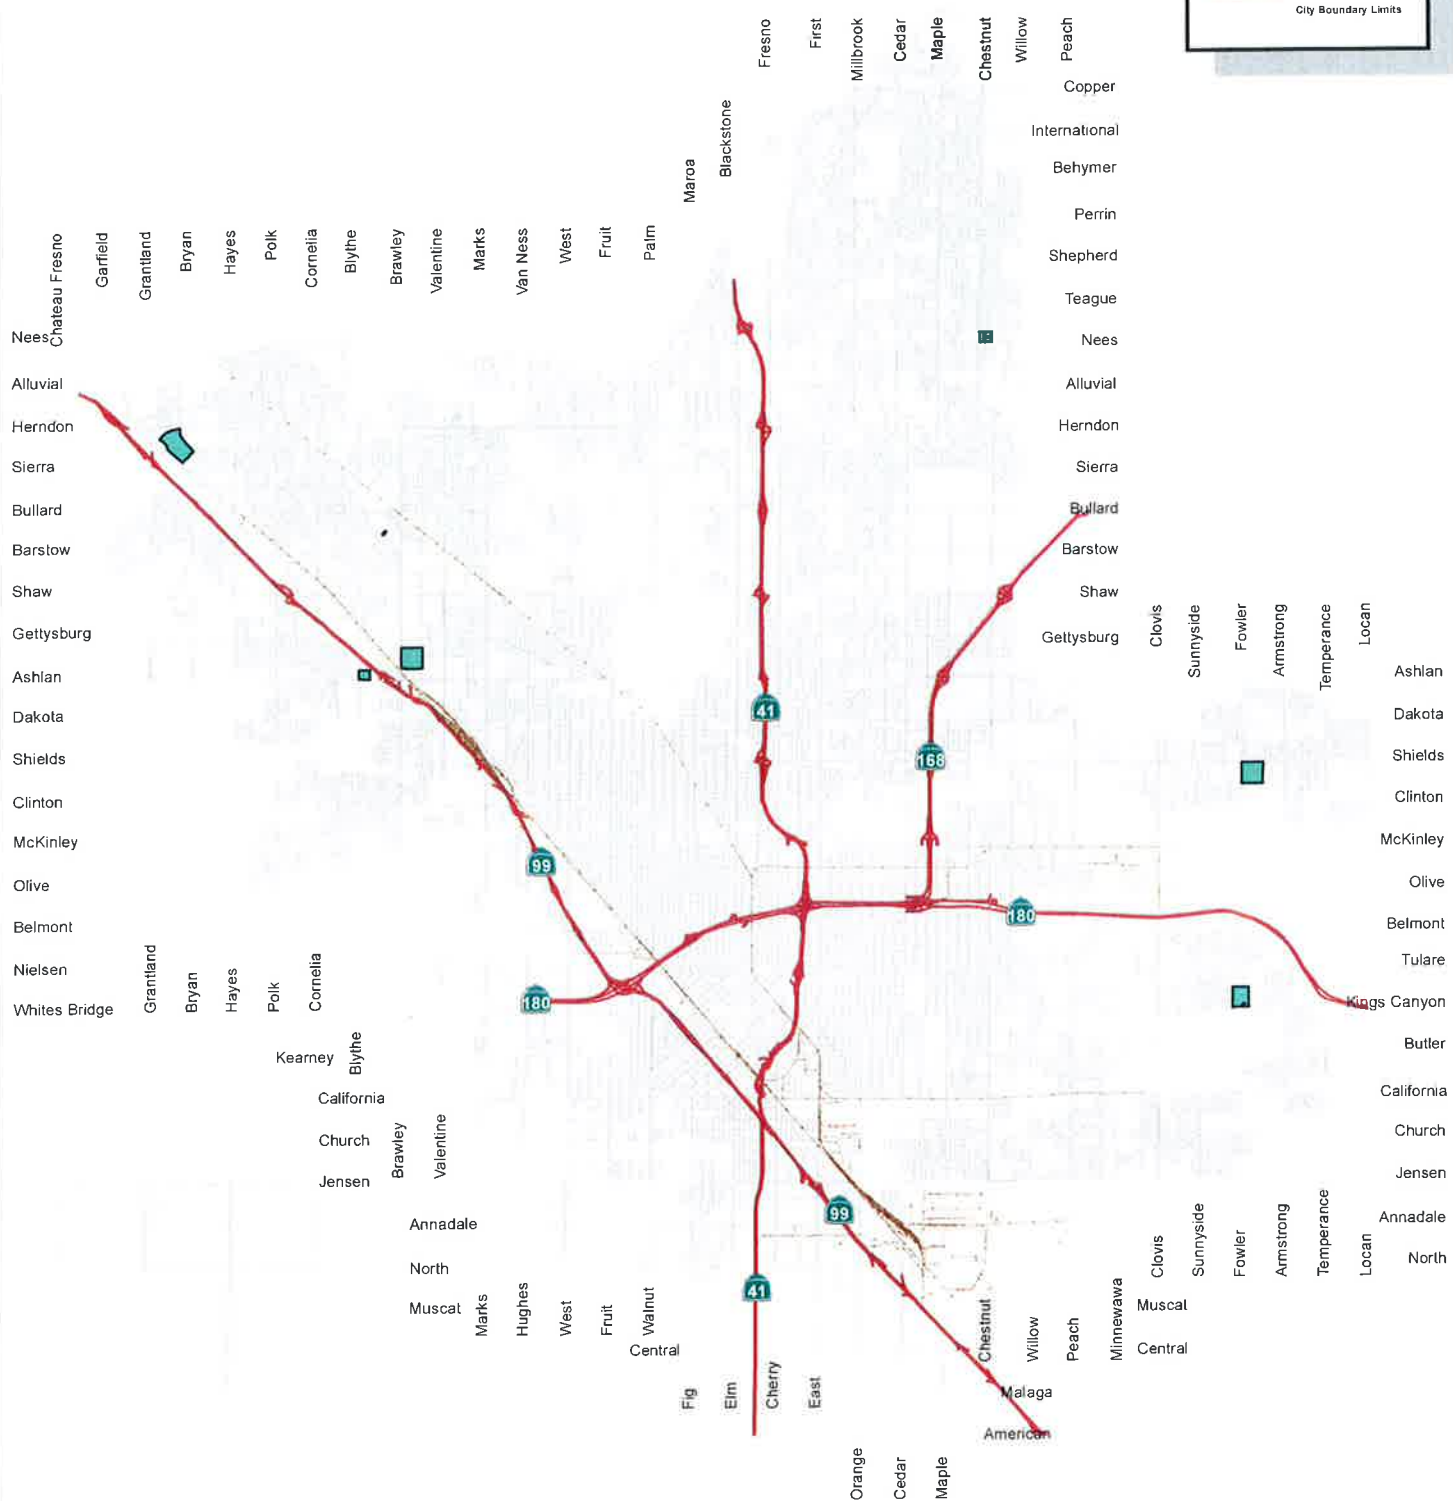 City Boundary Limits
Fresno
First
Millbrook
Cedar
Maple
Chestnut
Willow
Peach
Copper
International
Behymer
Perrin
Shepherd
Teague
Nees
Alluvial
Herndon
Sierra
Bullard
Barstow
Shaw
Gettysburg
Blackstone
Maroa
Chateau Fresno
Garfield
Grantland
Bryan
Hayes
Polk
Cornelia
Blythe
Brawley
Valentine
Marks
Van Ness
West
Fruit
Palm
Nees
Alluvial
Herndon
Sierra
Bullard
Barstow
Shaw
Gettysburg
Ashlan
Dakota
Shields
Clinton
McKinley
Olive
Belmont
Nielsen
Whites Bridge
Clovis
Sunnyside
Fowler
Armstrong
Temperance
Locan
Ashlan
Dakota
Shields
Clinton
McKinley
Olive
Belmont
Tulare
Kings Canyon
Butler
California
Church
Jensen
Annadale
North
41
168
99
180
180
99
41
Grantland
Bryan
Hayes
Polk
Cornelia
Kearney
Blythe
California
Church
Jensen
Brawley
Valentine
Annadale
North
Muscat
Marks
Hughes
West
Fruit
Walnut
Central
Fig
Elm
Cherry
East
Orange
Cedar
Maple
American
Malaga
Chestnut
Willow
Peach
Minnewawa
Muscat
Central
Clovis
Sunnyside
Fowler
Armstrong
Temperance
Locan